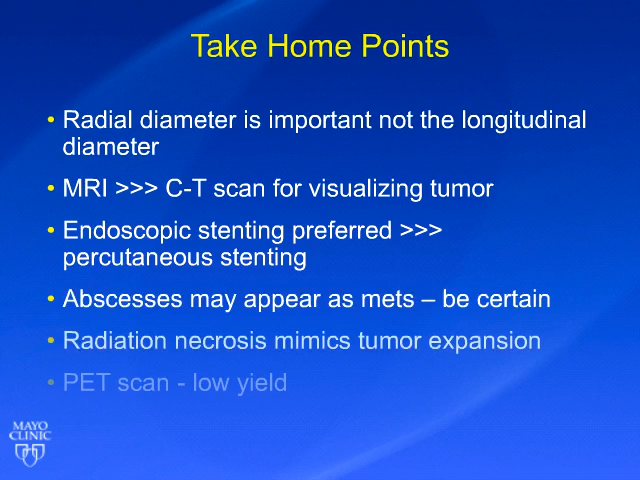 Take Home Points
• Radial diameter is important not the longitudinal
diameter
• MRI >>> C-T scan for visualizing tumor
• Endoscopic stenting preferred >>>
percutaneous stenting
• Abscesses may appear as mets – be certain
• Radiation necrosis mimics tumor expansion
• PET scan - low yield
MAYO
CLINIC